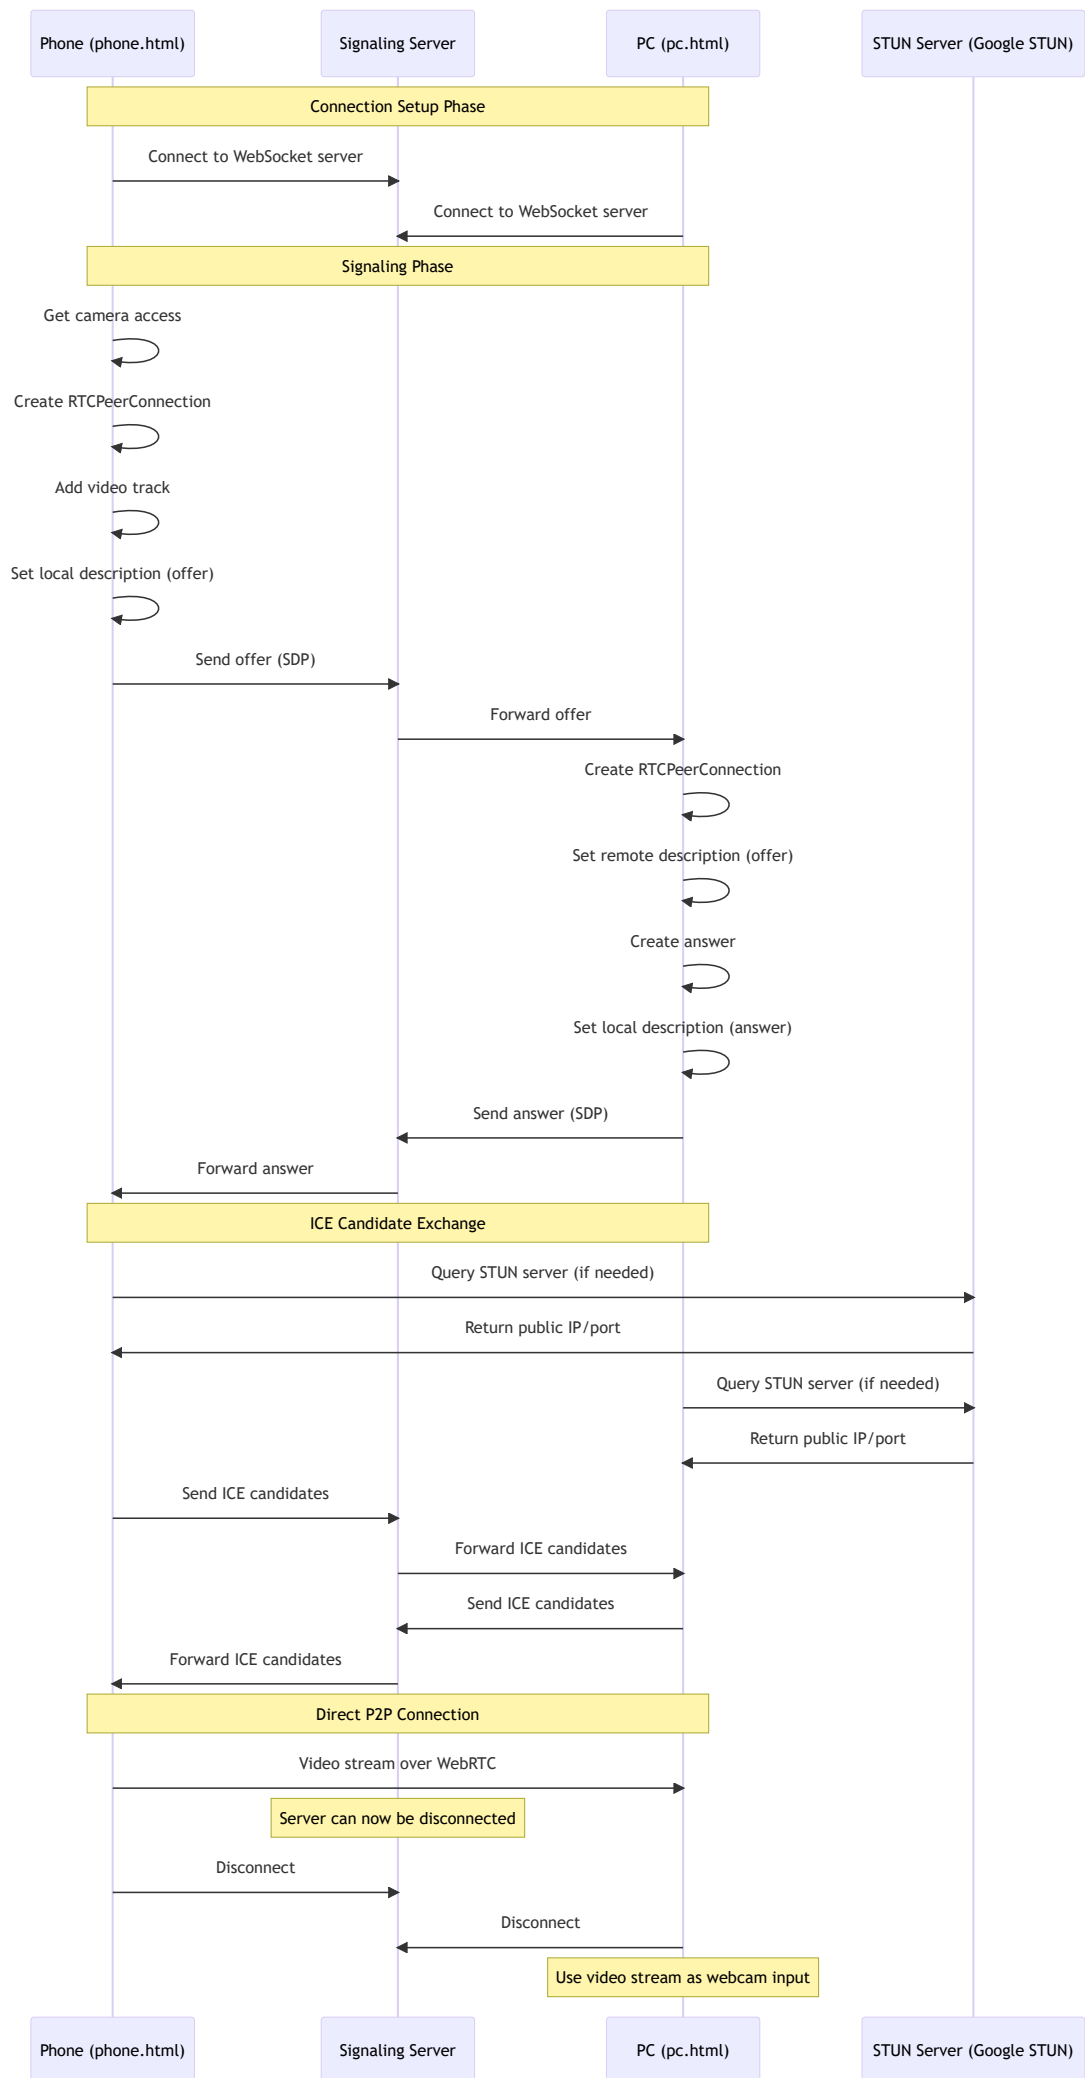 Phone (phone.html)
Signaling Server
PC (pc.html)
STUN Server (Google STUN)
Connection Setup Phase
Connect to WebSocket server
Connect to WebSocket server
Signaling Phase
Get camera access
Create RTCPeerConnection
Add video track
Set local description (offer)
Send offer (SDP)
Forward offer
Create RTCPeerConnection
Set remote description (offer)
Create answer
Set local description (answer)
Send answer (SDP)
Forward answer
ICE Candidate Exchange
Query STUN server (if needed)
Return public IP/port
Query STUN server (if needed)
Return public IP/port
Send ICE candidates
Forward ICE candidates
Send ICE candidates
Forward ICE candidates
Direct P2P Connection
Video stream over WebRTC
Server can now be disconnected
Disconnect
Disconnect
Use video stream as webcam input
Phone (phone.html)
Signaling Server
PC (pc.html)
STUN Server (Google STUN)